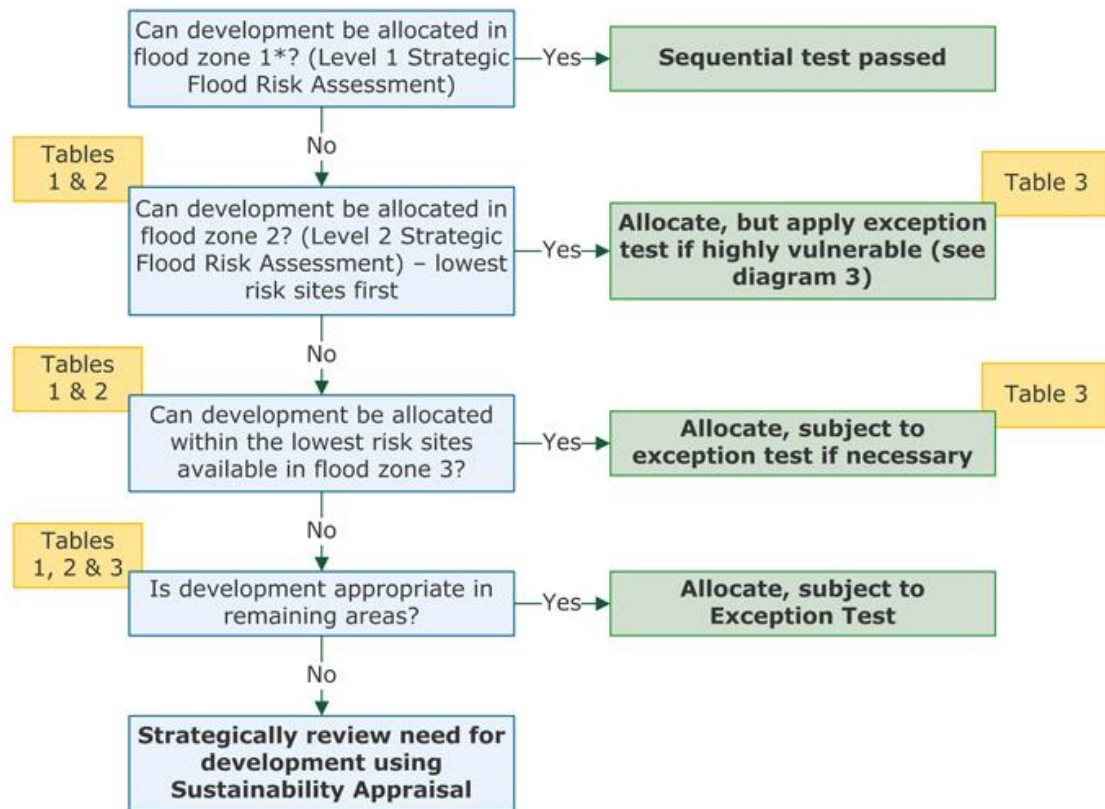 Can development be allocated in
flood zone 1*? (Level 1 Strategic
Flood Risk Assessment)
Yes
Sequential test passed
No
Tables
1 & 2
Table 3
Can development be allocated in
flood zone 2? (Level 2 Strategic
Flood Risk Assessment) – lowest
risk sites first
Yes
Allocate, but apply exception
test if highly vulnerable (see
diagram 3)
No
Tables
1 & 2
Table 3
Can development be allocated
within the lowest risk sites
available in flood zone 3?
Yes
Allocate, subject to
exception test if necessary
No
Tables
1, 2 & 3
Is development appropriate in
remaining areas?
Yes
Allocate, subject to
Exception Test
No
Strategically review need for
development using
Sustainability Appraisal